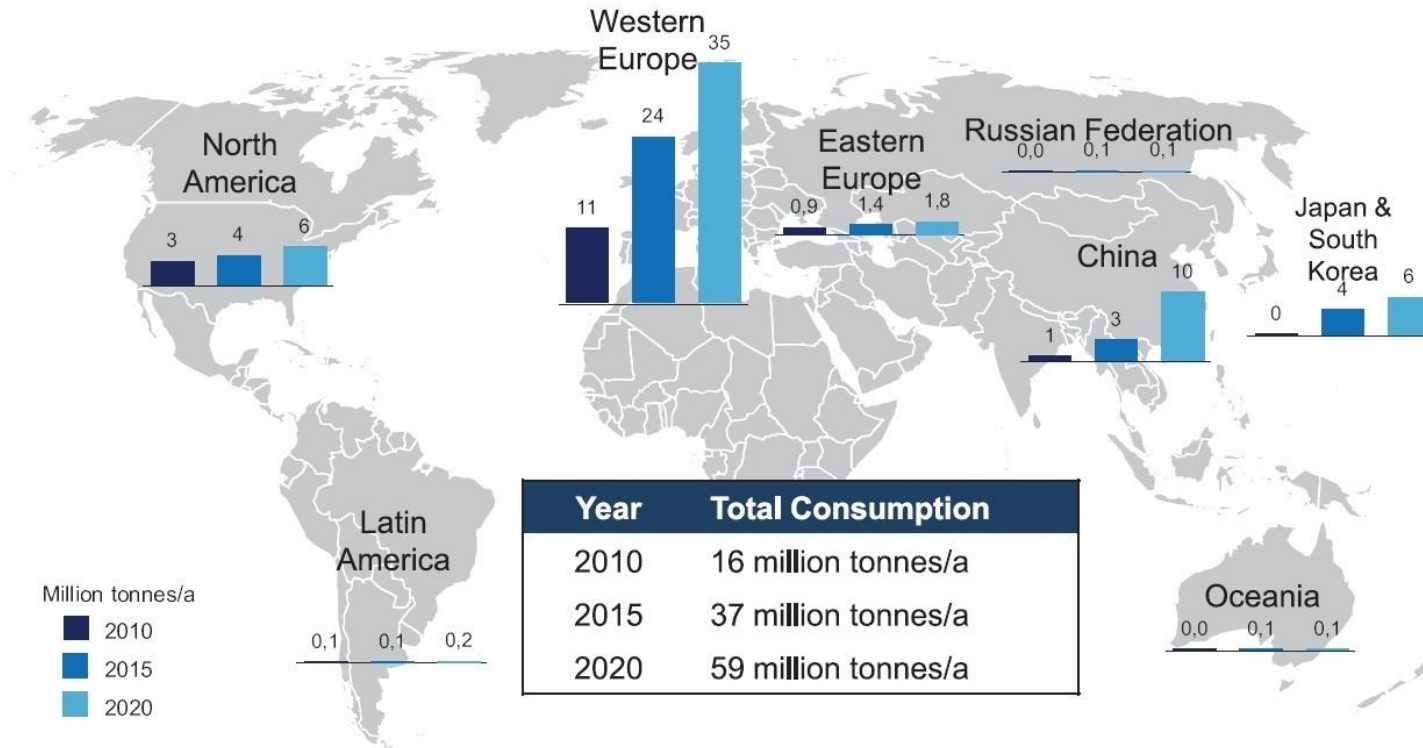 Western
Europe
35
24
11
North
America
3 4 6
Eastern
Europe
0,9 1,4 1,8
Russian Federation
0,0 0,1 0,1
Japan &
South
Korea
0 4 6
China
1 3 10
Latin
America
0,1 0,1 0,2
Oceania
0,0 0,1 0,1
Year Total Consumption
2010 16 million tonnes/a
2015 37 million tonnes/a
2020 59 million tonnes/a
Million tonnes/a
2010
2015
2020